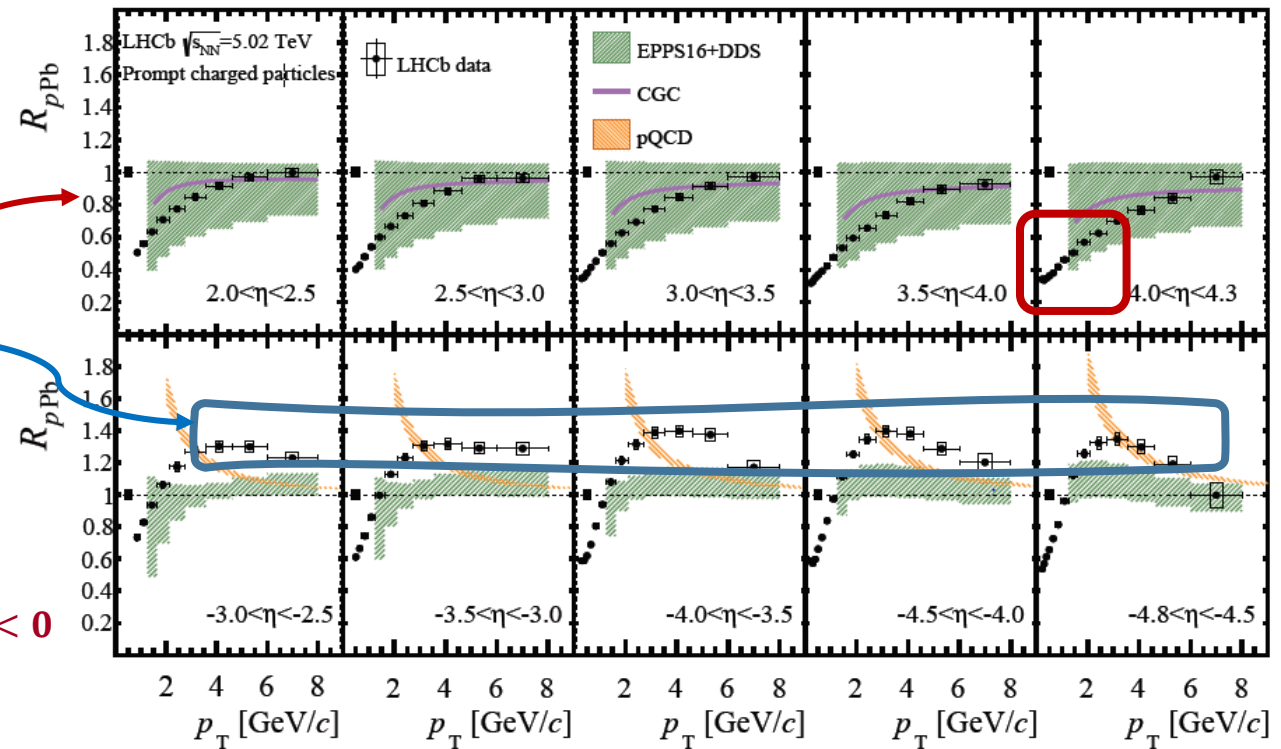 LHCb √sNN=5.02 TeV
Prompt charged particles
LHCb data
EPPS16+DDS
CGC
pQCD
RpPb
1.8
1.6
1.4
1.2
1
0.8
0.6
0.4
0.2
2.0<η<2.5
2.5<η<3.0
3.0<η<3.5
3.5<η<4.0
4.0<η<4.3
RpPb
1.8
1.6
1.4
1.2
1
0.8
0.6
0.4
0.2
-3.0<η<-2.5
-3.5<η<-3.0
-4.0<η<-3.5
-4.5<η<-4.0
-4.8<η<-4.5
< 0
2 4 6 8 2 4 6 8 2 4 6 8 2 4 6 8 2 4 6 8
pT [GeV/c] pT [GeV/c] pT [GeV/c] pT [GeV/c] pT [GeV/c]